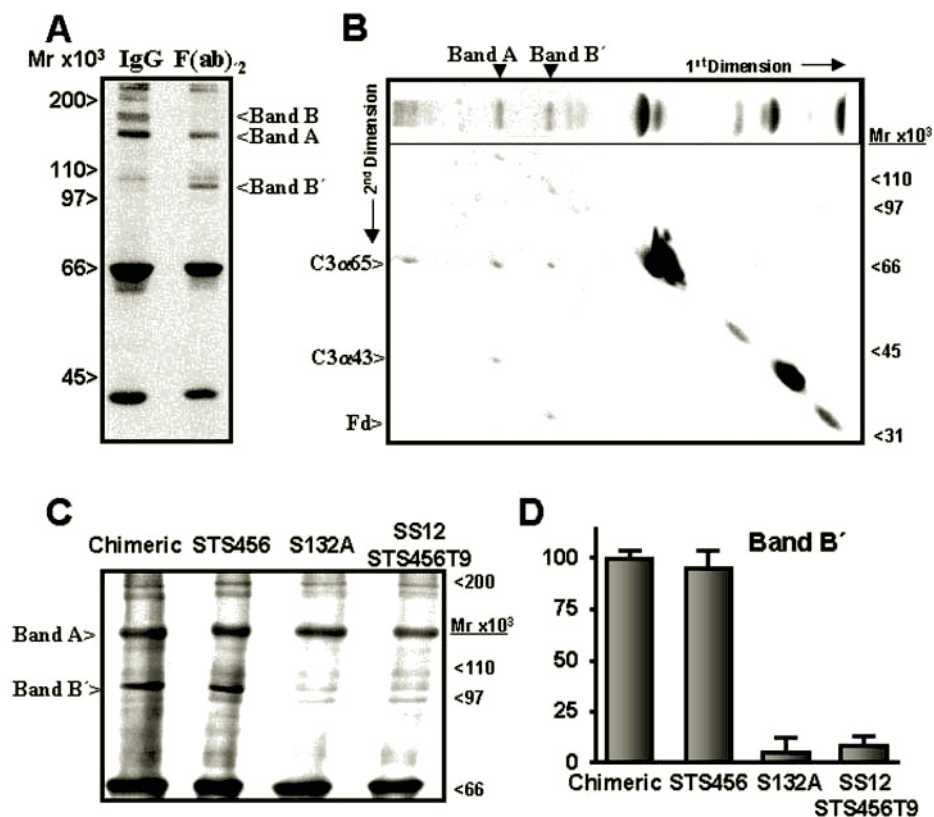 A
Mr x10³ IgG F(ab)´2
200>
<Band B
<Band A
110>
<Band B´
97>
66>
45>
B
Band A Band B´
1st Dimension
2nd Dimension
Mr x10³
<110
<97
C3α65>
<66
C3α43>
<45
Fd>
<31
C
Chimeric STS456 S132A SS12 STS456T9
<200
Band A>
Mr x10³
<110
Band B´>
<97
<66
D
Band B´
100
75
50
25
0
Chimeric STS456 S132A SS12
STS456T9